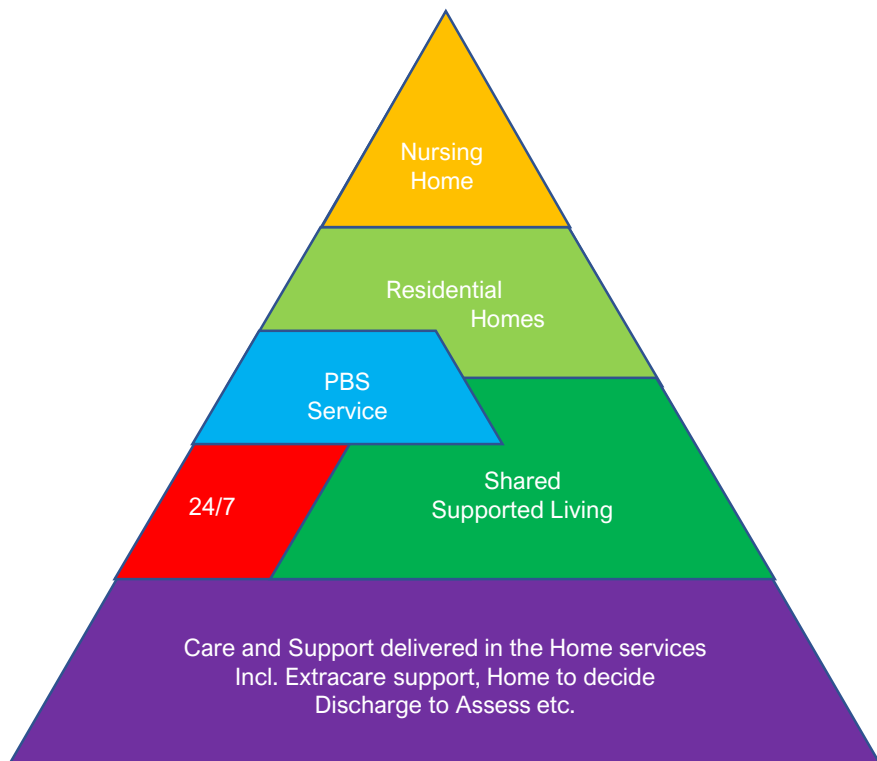 Nursing
Home
Residential
Homes
PBS
Service
24/7
Shared
Supported Living
Care and Support delivered in the Home services
Incl. Extracare support, Home to decide
Discharge to Assess etc.